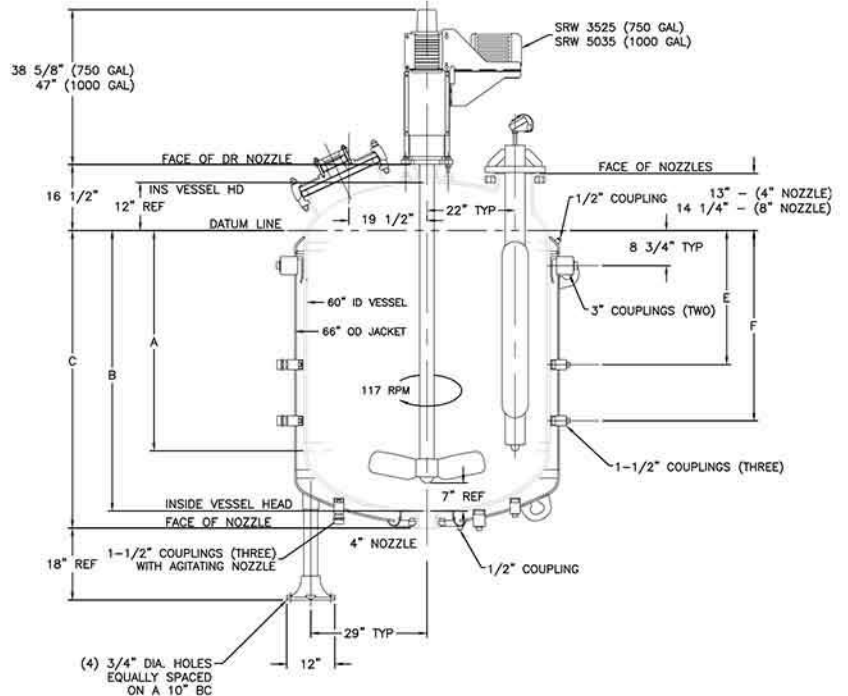 SRW 3525 (750 GAL)
SRW 5035 (1000 GAL)
38 5/8" (750 GAL)
47" (1000 GAL)
FACE OF DR NOZZLE
FACE OF NOZZLES
16 1/2"
INS VESSEL HD
12" REF
1/2" COUPLING
13" - (4" NOZZLE)
14 1/4" - (8" NOZZLE)
19 1/2"
22" TYP
DATUM LINE
8 3/4" TYP
E
F
60" ID VESSEL
3" COUPLINGS (TWO)
66" OD JACKET
A
C
B
117 RPM
1-1/2" COUPLINGS (THREE)
7" REF
INSIDE VESSEL HEAD
FACE OF NOZZLE
4" NOZZLE
1-1/2" COUPLINGS (THREE)
WITH AGITATING NOZZLE
18" REF
1/2" COUPLING
29" TYP
12"
(4) 3/4" DIA. HOLES
EQUALLY SPACED
ON A 10" BC